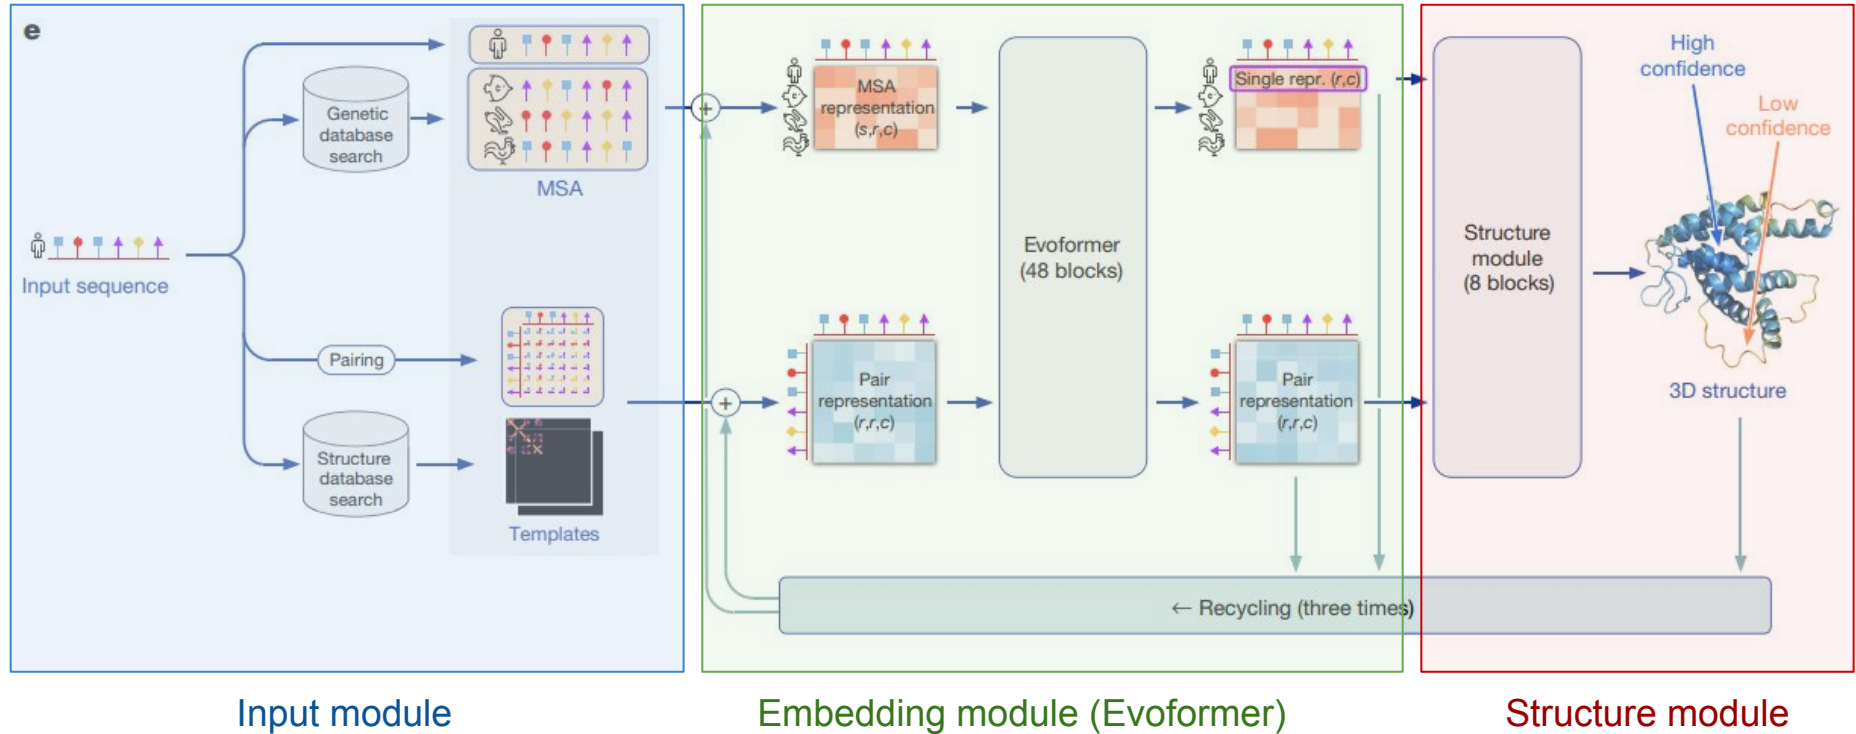 e
Genetic
database
search
MSA
Input sequence
Pairing
Structure
database
search
Templates
MSA
representation
(s,r,c)
Single repr. (r,c)
Evoformer
(48 blocks)
Pair
representation
(r,r,c)
Pair
representation
(r,r,c)
← Recycling (three times)
High
confidence
Low
confidence
Structure
module
(8 blocks)
3D structure
Input module
Embedding module (Evoformer)
Structure module